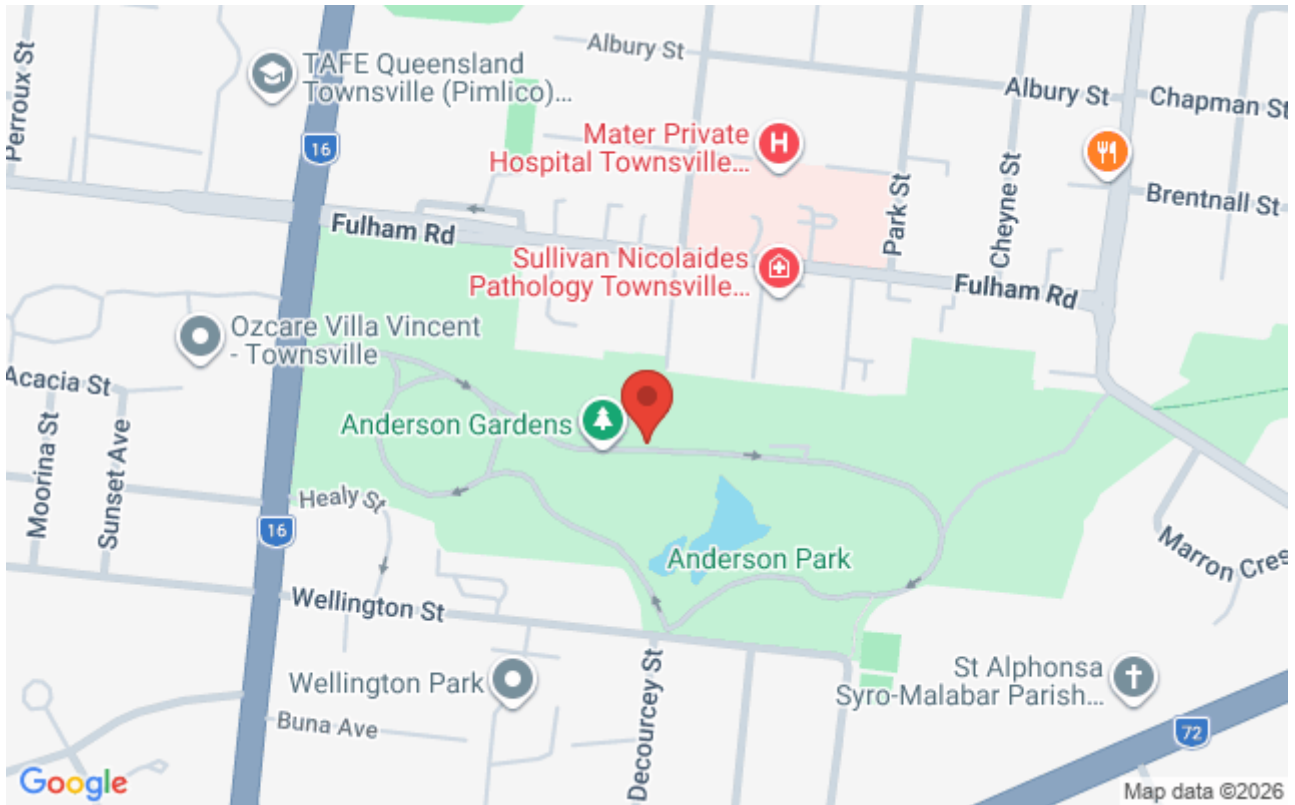 Perroux St
TAFE Queensland
Townsville (Pimlico)...
16
Albury St
Albury St
Chapman St
Mater Private
Hospital Townsville...
H
Park St
Cheyne St
Brentnall St
Fulham Rd
Sullivan Nicolaides
Pathology Townsville...
Fulham Rd
Ozcare Villa Vincent
- Townsville
Acacia St
Moorina St
Sunset Ave
Anderson Gardens
Healy St
16
Anderson Park
Marron Cres
Wellington St
Wellington Park
Decourcey St
St Alphonsa
Syro-Malabar Parish...
Buna Ave
72
Google
Map data ©2026